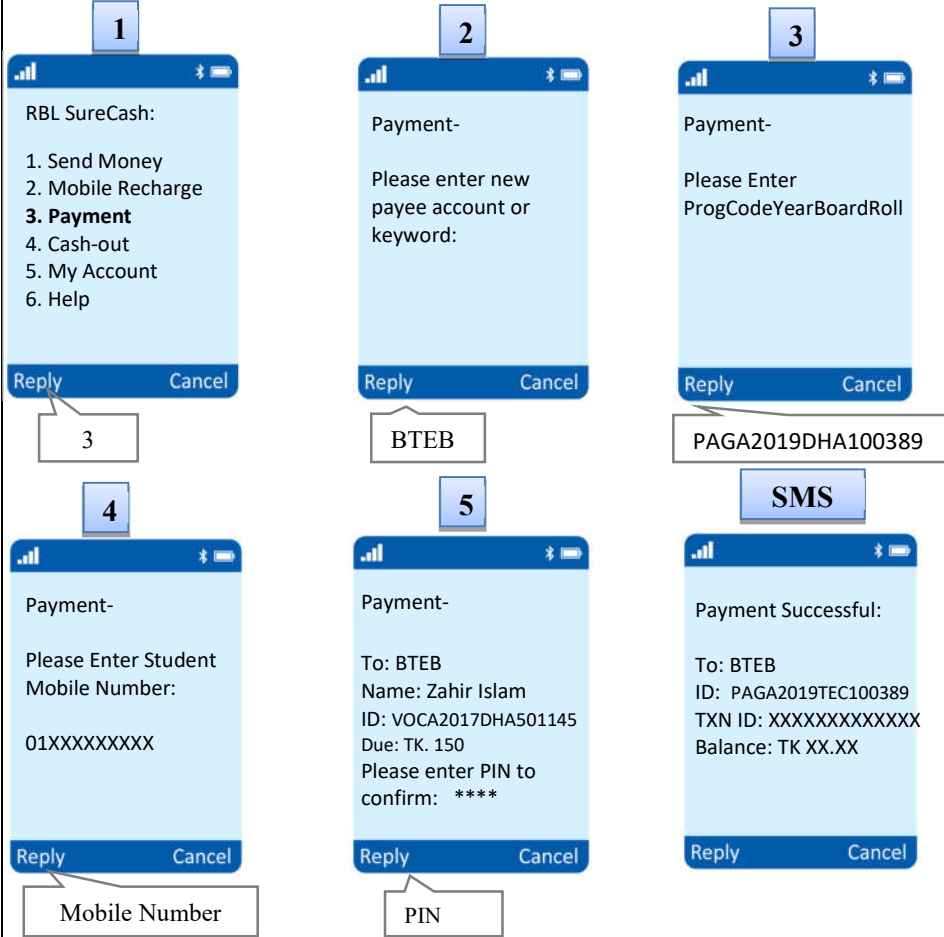 1
RBL SureCash:
1. Send Money
2. Mobile Recharge
3. Payment
4. Cash-out
5. My Account
6. Help
Reply Cancel
3
2
Payment-
Please enter new
payee account or
keyword:
Reply Cancel
BTEB
3
Payment-
Please Enter
ProgCodeYearBoardRoll
Reply Cancel
PAGA2019DHA100389
4
Payment-
Please Enter Student
Mobile Number:
01XXXXXXXXX
Reply Cancel
Mobile Number
5
Payment-
To: BTEB
Name: Zahir Islam
ID: VOCA2017DHA501145
Due: TK. 150
Please enter PIN to
confirm: ****
Reply Cancel
PIN
SMS
Payment Successful:
To: BTEB
ID: PAGA2019TEC100389
TXN ID: XXXXXXXXXXXXX
Balance: TK XX.XX
Reply Cancel